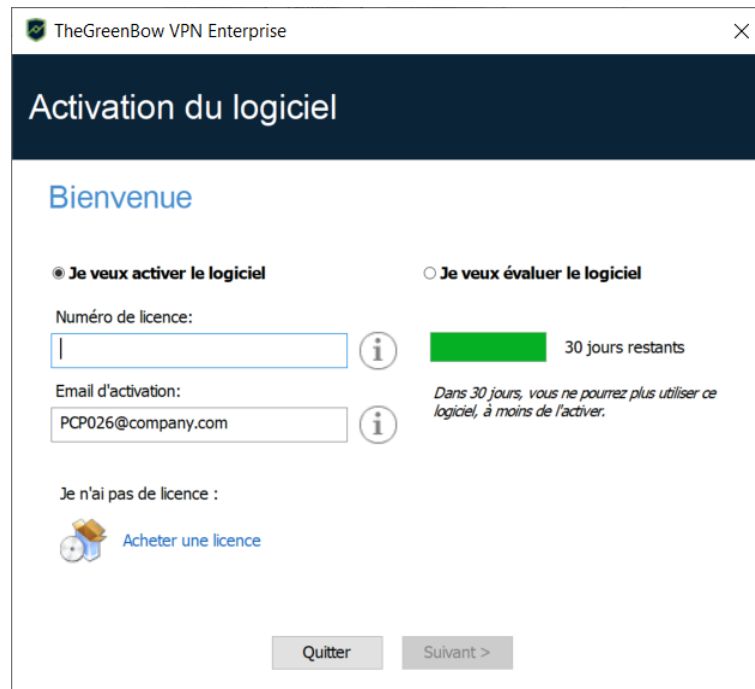 TheGreenBow VPN Enterprise
Activation du logiciel
Bienvenue
Je veux activer le logiciel
Numéro de licence:
Email d'activation:
PCP026@company.com
Je n'ai pas de licence :
Acheter une licence
Je veux évaluer le logiciel
30 jours restants
Dans 30 jours, vous ne pourrez plus utiliser ce
logiciel, à moins de l'activer.
Quitter
Suivant >